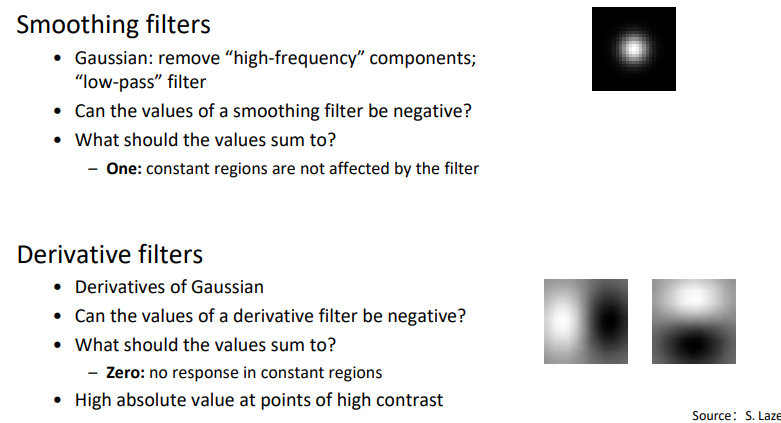 Smoothing filters
• Gaussian: remove “high-frequency” components;
“low-pass” filter
• Can the values of a smoothing filter be negative?
• What should the values sum to?
– One: constant regions are not affected by the filter
Derivative filters
• Derivatives of Gaussian
• Can the values of a derivative filter be negative?
• What should the values sum to?
– Zero: no response in constant regions
• High absolute value at points of high contrast
Source： S. Laze